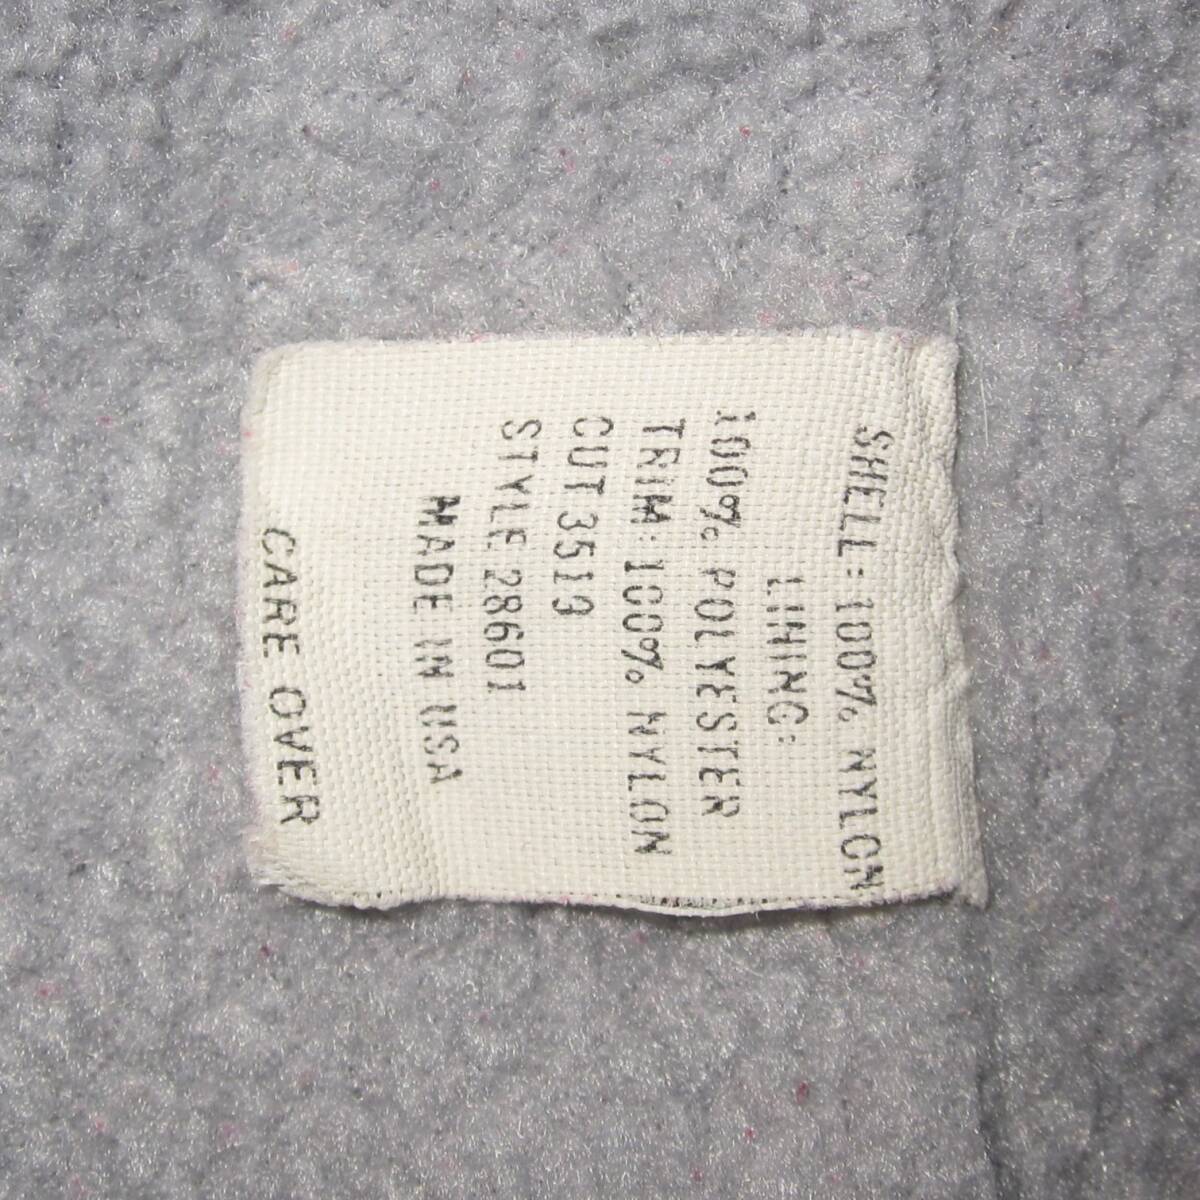 SHELL: 100% NYLON
LINING:
100% POLYESTER
TRIM: 100% NYLON
CUT 3513
STYLE 28601
MADE IN USA
CARE OVER